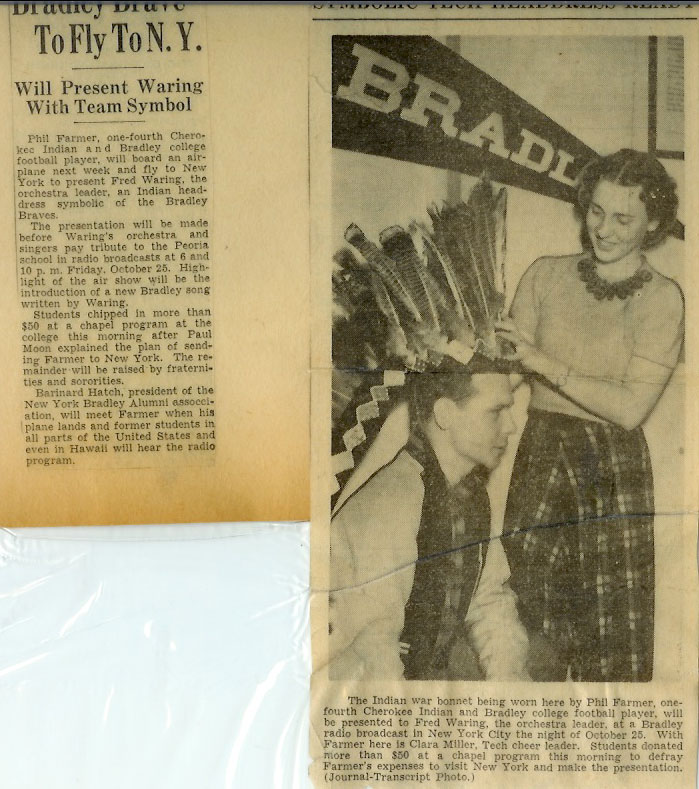 Bradley Brave
To Fly To N. Y.
Will Present Waring
With Team Symbol
Phil Farmer, one-fourth Chero-
kee Indian and Bradley college
football player, will board an air-
plane next week and fly to New
York to present Fred Waring, the
orchestra leader, an Indian head-
dress symbolic of the Bradley
Braves.
The presentation will be made
before Waring's orchestra and
singers pay tribute to the Peoria
school in radio broadcasts at 6 and
10 p. m. Friday, October 25. High-
light of the air show will be the
introduction of a new Bradley song
written by Waring.
Students chipped in more than
$50 at a chapel program at the
college this morning after Paul
Moon explained the plan of send-
ing Farmer to New York. The re-
mainder will be raised by fraterni-
ties and sororities.
Barinard Hatch, president of the
New York Bradley Alumni associ-
ation, will meet Farmer when his
plane lands and former students in
all parts of the United States and
even in Hawaii will hear the radio
program.
SYMBOLIC TECH HEADDRESS READY
BRADL
The Indian war bonnet being worn here by Phil Farmer, one-
fourth Cherokee Indian and Bradley college football player, will
be presented to Fred Waring, the orchestra leader, at a Bradley
radio broadcast in New York City the night of October 25. With
Farmer here is Clara Miller, Tech cheer leader. Students donated
more than $50 at a chapel program this morning to defray
Farmer's expenses to visit New York and make the presentation.
(Journal-Transcript Photo.)